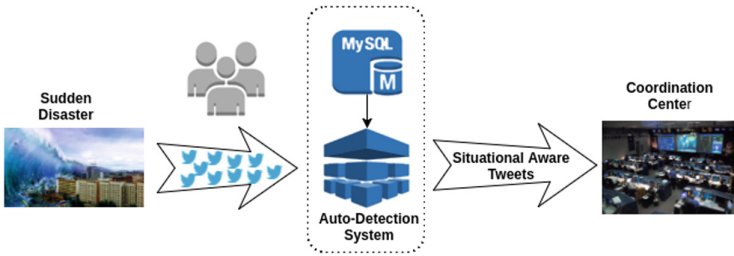 Sudden
Disaster
MySQL
M
Auto-Detection
System
Situational Aware
Tweets
Coordination
Center